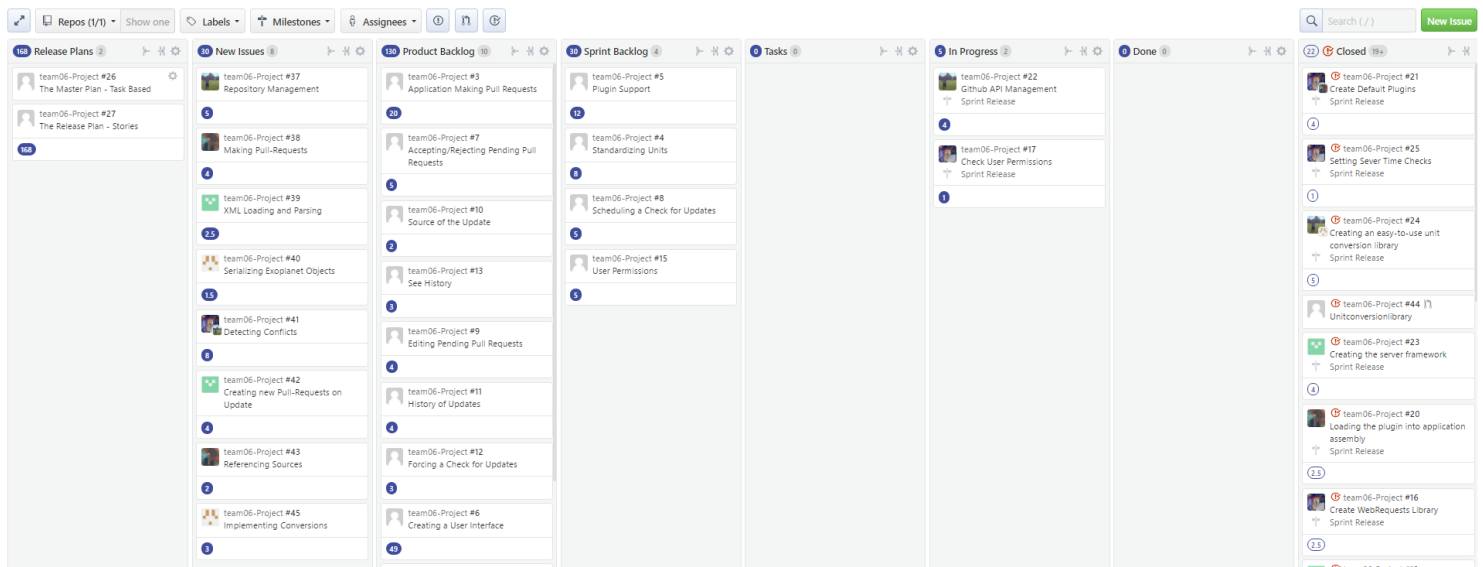 Repos (1/1) Show one Labels Milestones Assignees Search ( / ) New Issue
168 Release Plans 2
team06-Project #26
The Master Plan - Task Based
team06-Project #27
The Release Plan - Stories
168
30 New Issues 8
team06-Project #37
Repository Management
5
team06-Project #38
Making Pull-Requests
4
team06-Project #39
XML Loading and Parsing
2.5
team06-Project #40
Serializing Exoplanet Objects
1.5
team06-Project #41
Detecting Conflicts
8
team06-Project #42
Creating new Pull-Requests on
Update
4
team06-Project #43
Referencing Sources
2
team06-Project #45
Implementing Conversions
3
130 Product Backlog 10
team06-Project #3
Application Making Pull Requests
20
team06-Project #7
Accepting/Rejecting Pending Pull
Requests
5
team06-Project #10
Source of the Update
2
team06-Project #13
See History
3
team06-Project #9
Editing Pending Pull Requests
4
team06-Project #11
History of Updates
4
team06-Project #12
Forcing a Check for Updates
3
team06-Project #6
Creating a User Interface
49
30 Sprint Backlog 4
team06-Project #5
Plugin Support
12
team06-Project #4
Standardizing Units
8
team06-Project #8
Scheduling a Check for Updates
5
team06-Project #15
User Permissions
5
0 Tasks 0
5 In Progress 2
team06-Project #22
Github API Management
Sprint Release
4
team06-Project #17
Check User Permissions
Sprint Release
1
0 Done 0
22 Closed 19+
team06-Project #21
Create Default Plugins
Sprint Release
4
team06-Project #25
Setting Sever Time Checks
Sprint Release
1
team06-Project #24
Creating an easy-to-use unit
conversion library
Sprint Release
5
team06-Project #44
Unitconversionlibrary
team06-Project #23
Creating the server framework
Sprint Release
4
team06-Project #20
Loading the plugin into application
assembly
Sprint Release
2.5
team06-Project #16
Create WebRequests Library
Sprint Release
2.5